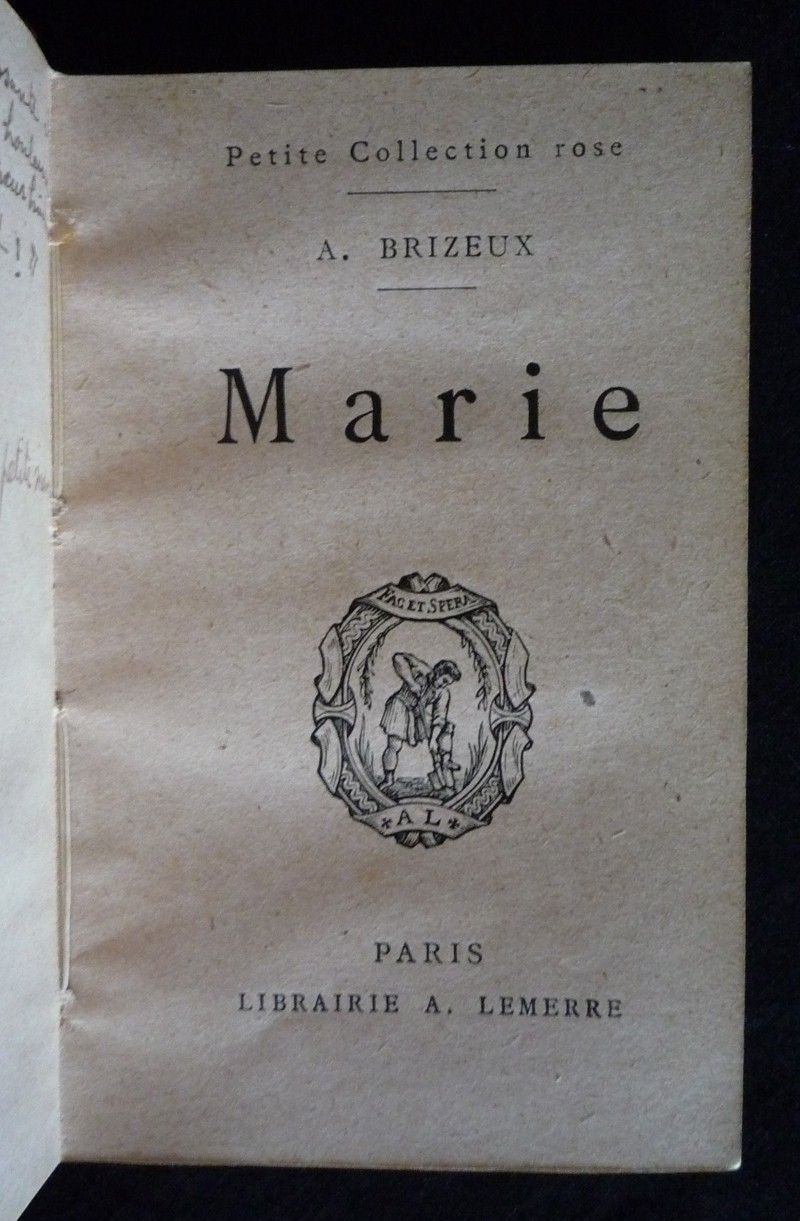 Petite Collection rose
A. BRIZEUX
Marie
FAC ET SPERA
AL
PARIS
LIBRAIRIE A. LEMERRE